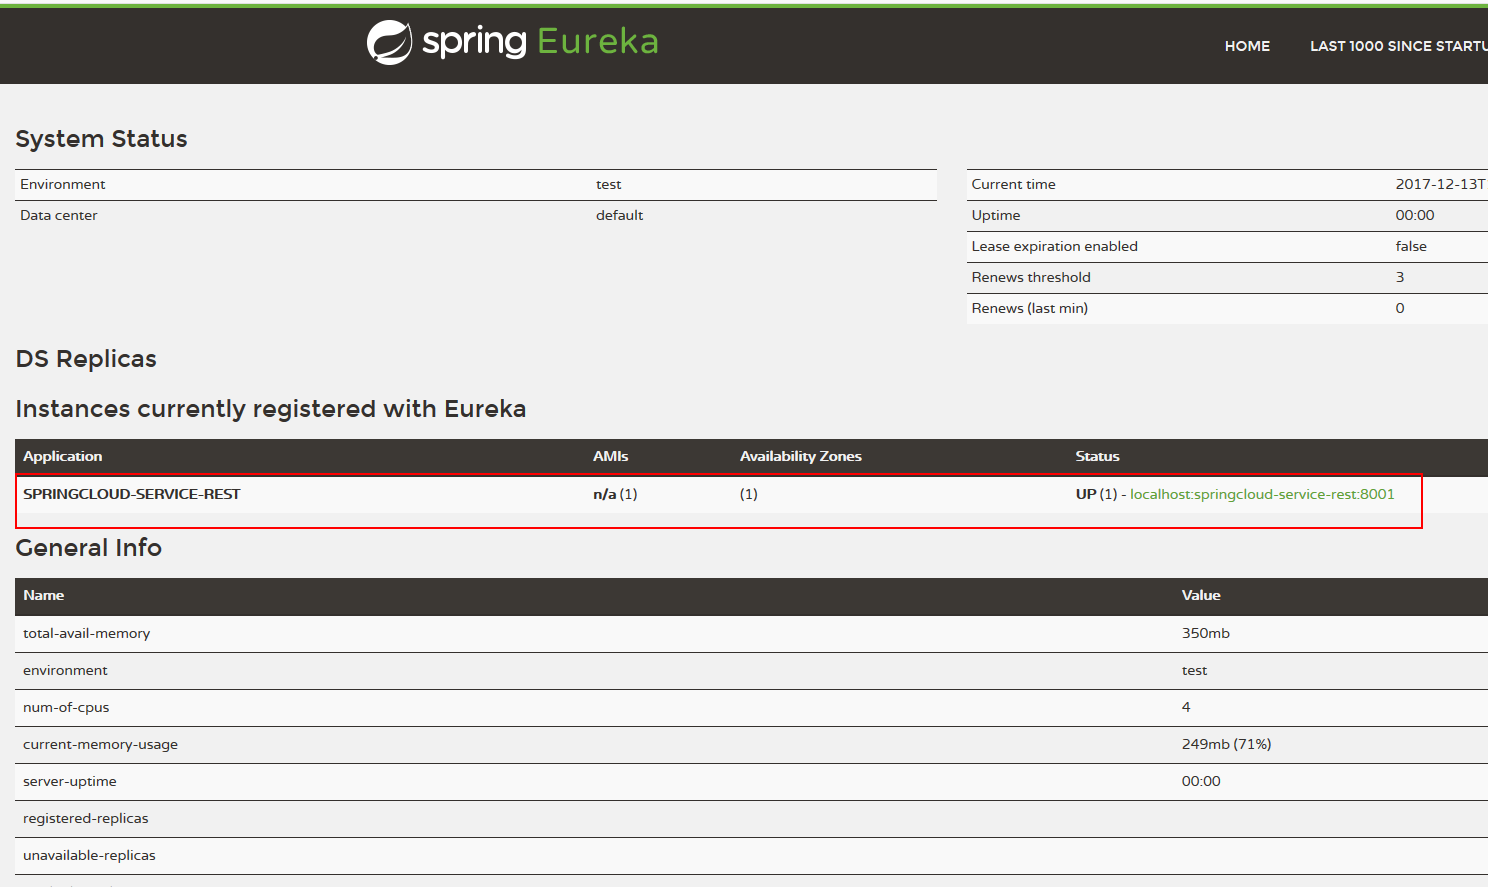 spring Eureka
HOME LAST 1000 SINCE STARTU
System Status
Environment test
Data center default
Current time 2017-12-13T
Uptime 00:00
Lease expiration enabled false
Renews threshold 3
Renews (last min) 0
DS Replicas
Instances currently registered with Eureka
Application AMIs Availability Zones Status
SPRINGCLOUD-SERVICE-REST n/a (1) (1) UP (1) - localhost:springcloud-service-rest:8001
General Info
Name Value
total-avail-memory 350mb
environment test
num-of-cpus 4
current-memory-usage 249mb (71%)
server-uptime 00:00
registered-replicas
unavailable-replicas